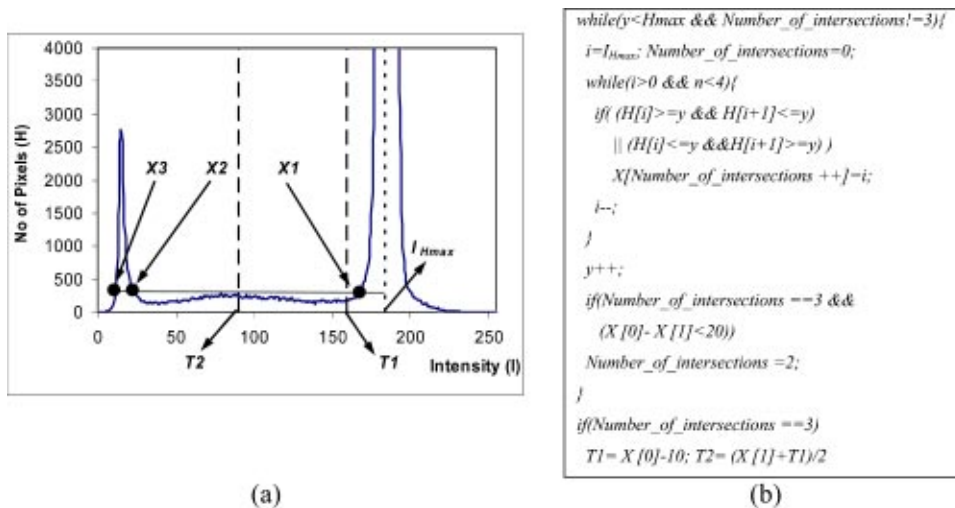 4000
3500
3000
2500
2000
1500
1000
500
0
No of Pixels (H)
X3
X2
X1
I Hmax
0
50
100
150
200
250
T2
T1
Intensity (I)
(a)
while(y<Hmax && Number_of_intersections!=3){
i=I_Hmax; Number_of_intersections=0;
while(i>0 && n<4){
if( (H[i]>=y && H[i+1]<=y)
|| (H[i]<=y &&H[i+1]>=y) )
X[Number_of_intersections ++]=i;
i--;
}
y++;
if(Number_of_intersections ==3 &&
(X [0]- X [1]<20))
Number_of_intersections =2;
}
if(Number_of_intersections ==3)
T1= X [0]-10; T2= (X [1]+T1)/2
(b)